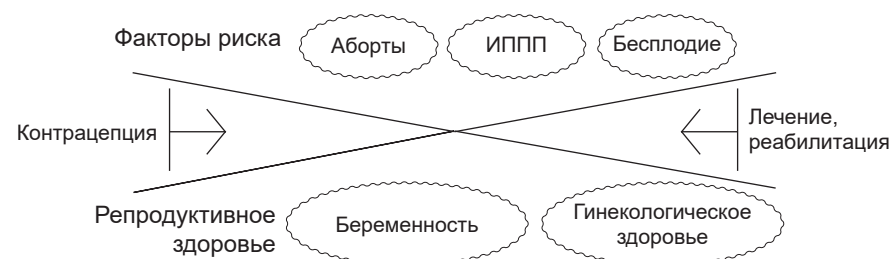 Факторы риска
Аборты
ИППП
Бесплодие
Контрацепция
Лечение,
реабилитация
Репродуктивное
здоровье
Беременность
Гинекологическое
здоровье